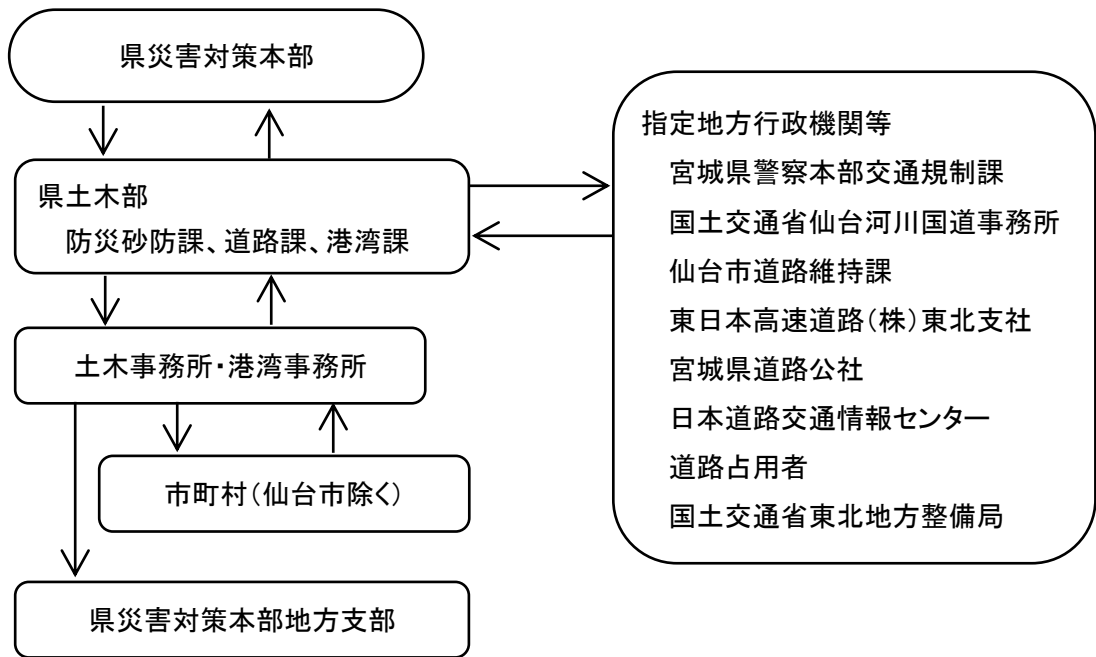 県災害対策本部
県土木部
防災砂防課、道路課、港湾課
土木事務所・港湾事務所
市町村(仙台市除く)
県災害対策本部地方支部
指定地方行政機関等
宮城県警察本部交通規制課
国土交通省仙台河川国道事務所
仙台市道路維持課
東日本高速道路(株)東北支社
宮城県道路公社
日本道路交通情報センター
道路占用者
国土交通省東北地方整備局